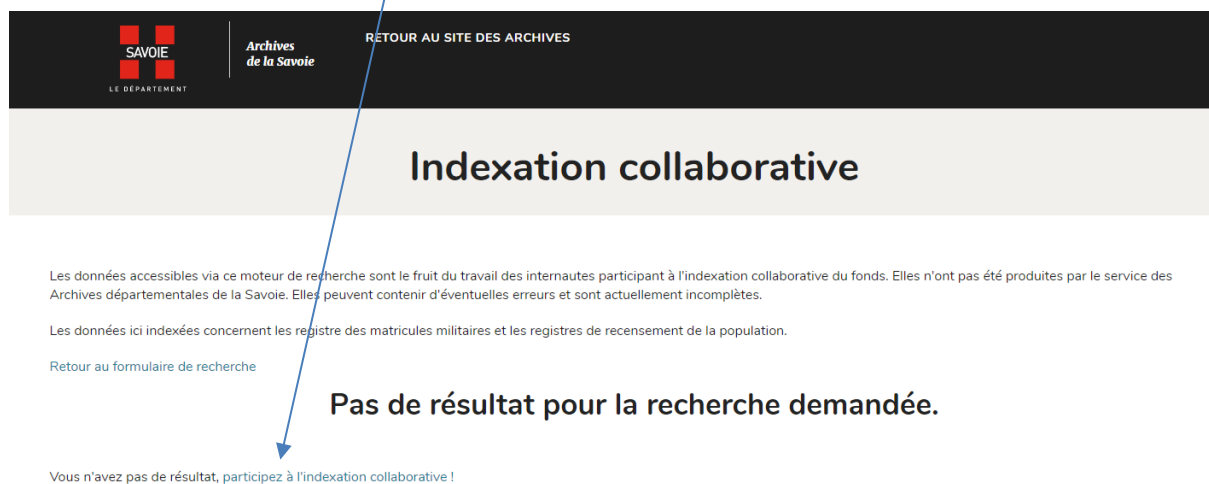 SAVOIE
LE DÉPARTEMENT
Archives
de la Savoie
RETOUR AU SITE DES ARCHIVES
Indexation collaborative
Les données accessibles via ce moteur de recherche sont le fruit du travail des internautes participant à l'indexation collaborative du fonds. Elles n'ont pas été produites par le service des
Archives départementales de la Savoie. Elles peuvent contenir d'éventuelles erreurs et sont actuellement incomplètes.
Les données ici indexées concernent les registre des matricules militaires et les registres de recensement de la population.
Retour au formulaire de recherche
Pas de résultat pour la recherche demandée.
Vous n'avez pas de résultat, participez à l'indexation collaborative !